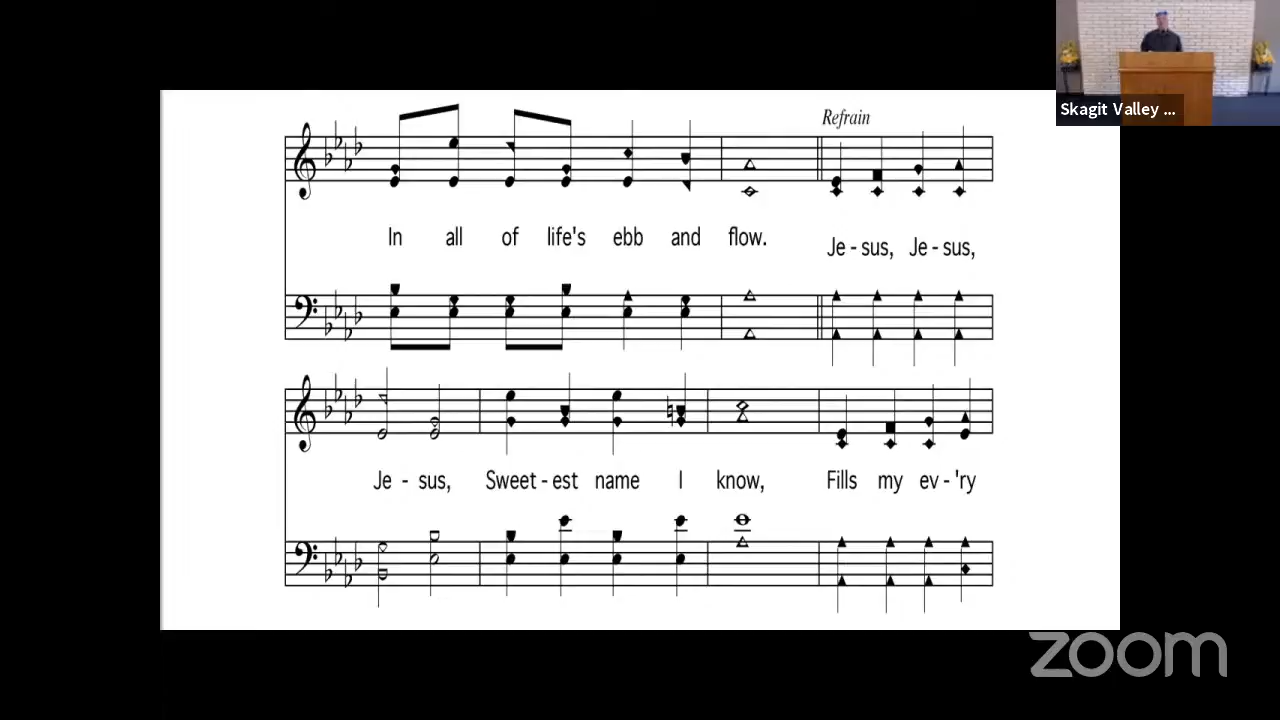 Skagit Valley ...
Refrain
In all of life's ebb and flow. Je - sus, Je - sus,
Je - sus, Sweet - est name I know, Fills my ev - 'ry
zoom